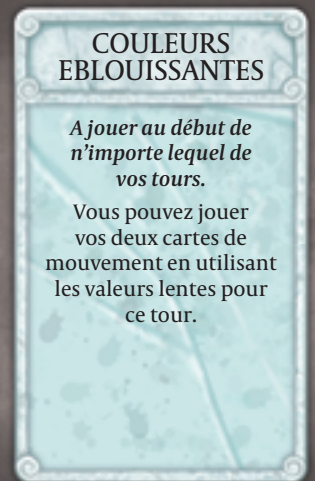 COULEURS
EBLOUISSANTES
A jouer au début de
n’importe lequel de
vos tours.
Vous pouvez jouer
vos deux cartes de
mouvement en utilisant
les valeurs lentes pour
ce tour.